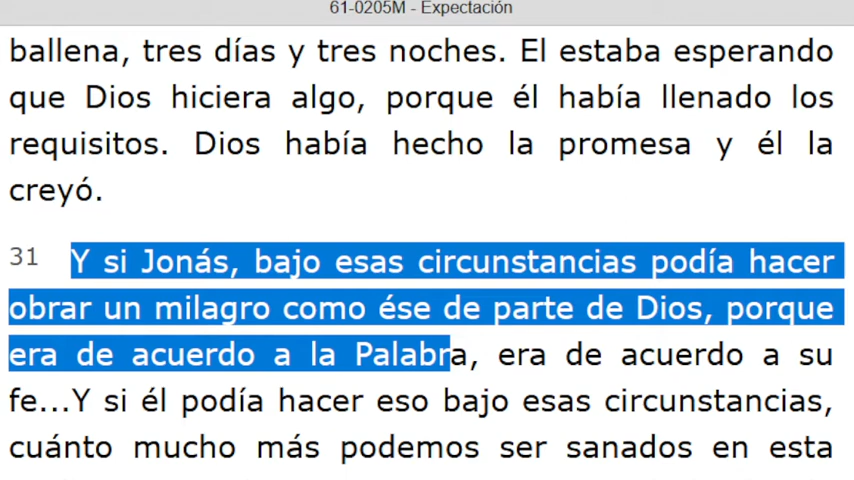 61-0205M - Expectación
ballena, tres días y tres noches. El estaba esperando
que Dios hiciera algo, porque él había llenado los
requisitos. Dios había hecho la promesa y él la
creyó.
31 Y si Jonás, bajo esas circunstancias podía hacer
obrar un milagro como ése de parte de Dios, porque
era de acuerdo a la Palabra, era de acuerdo a su
fe...Y si él podía hacer eso bajo esas circunstancias,
cuánto mucho más podemos ser sanados en esta